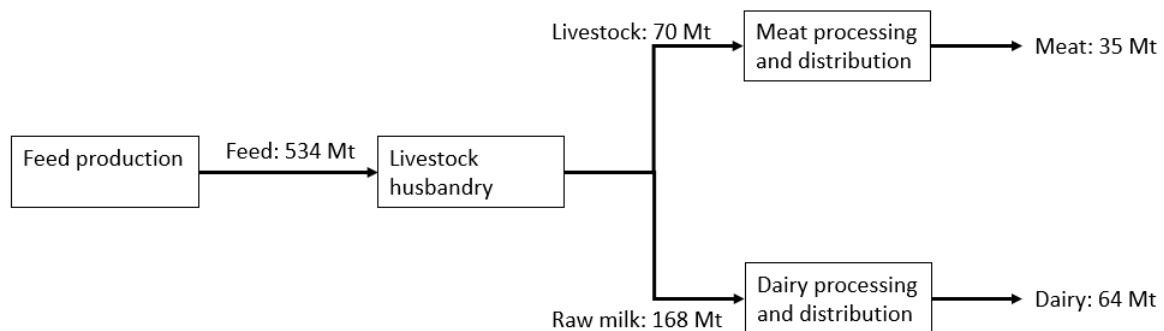 Livestock: 70 Mt
Meat processing
and distribution
Meat: 35 Mt
Feed production
Feed: 534 Mt
Livestock
husbandry
Raw milk: 168 Mt
Dairy processing
and distribution
Dairy: 64 Mt